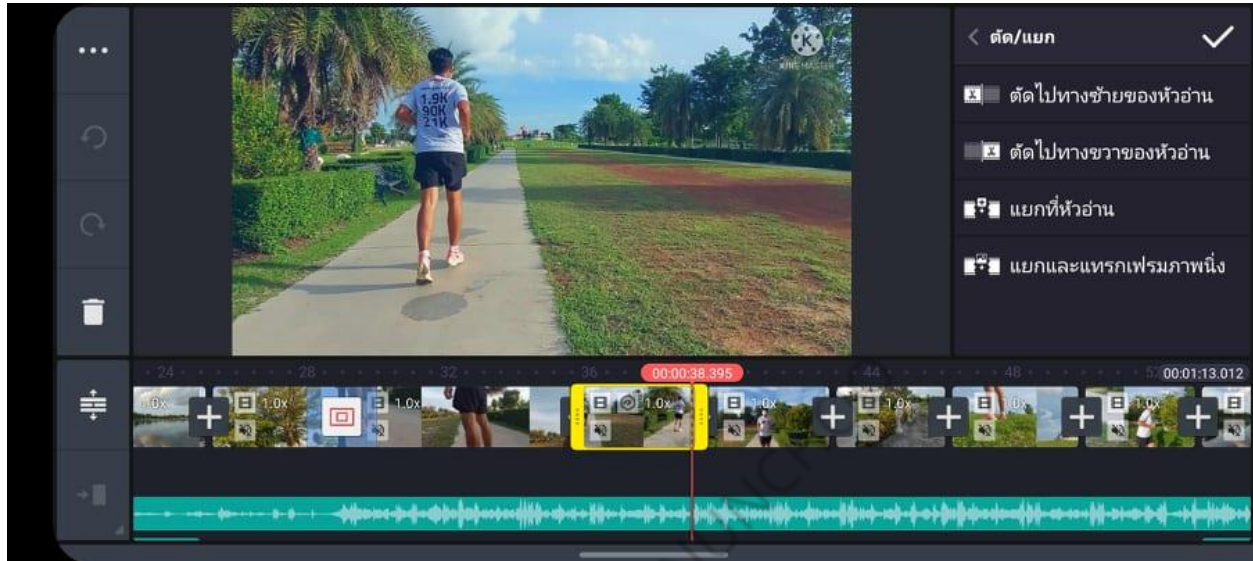 ตัด/แยก
ตัดไปทางซ้ายของหัวอ่าน
ตัดไปทางขวาของหัวอ่าน
แยกที่หัวอ่าน
แยกและแทรกเฟรมภาพนิ่ง
K
KINEMASTER
1.9K
90K
21K
24 28 32 36 00:00:38.395 44 48 52 00:01:13.012
1.0x 1.0x 1.0x 1.0x 1.0x 1.0x 1.0x